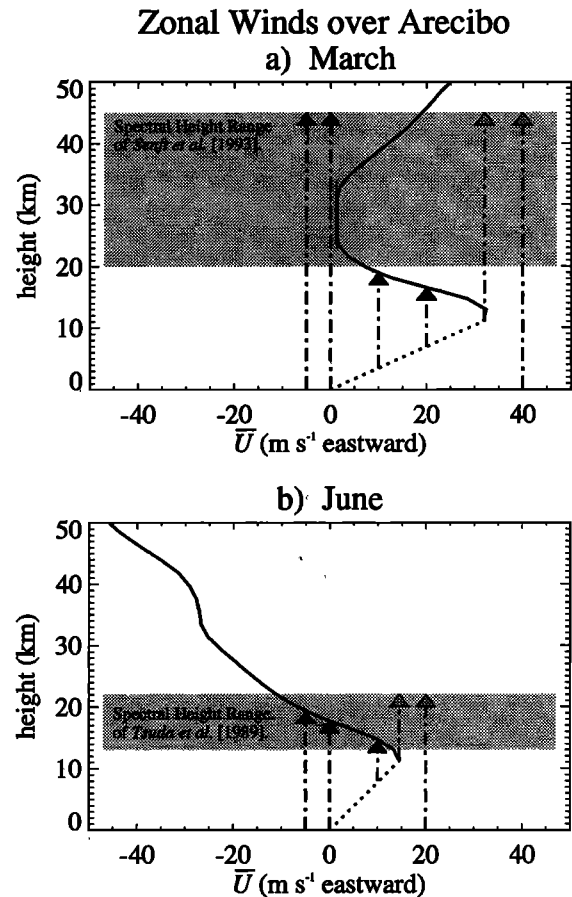 Zonal Winds over Arecibo
a) March
50
40
30
20
10
0
height (km)
Spectral Height Range
of Senft et al. [1993].
-40 -20 0 20 40
U̅ (m s⁻¹ eastward)
b) June
50
40
30
20
10
0
height (km)
Spectral Height Range
of Tsuda et al. [1989].
-40 -20 0 20 40
U̅ (m s⁻¹ eastward)